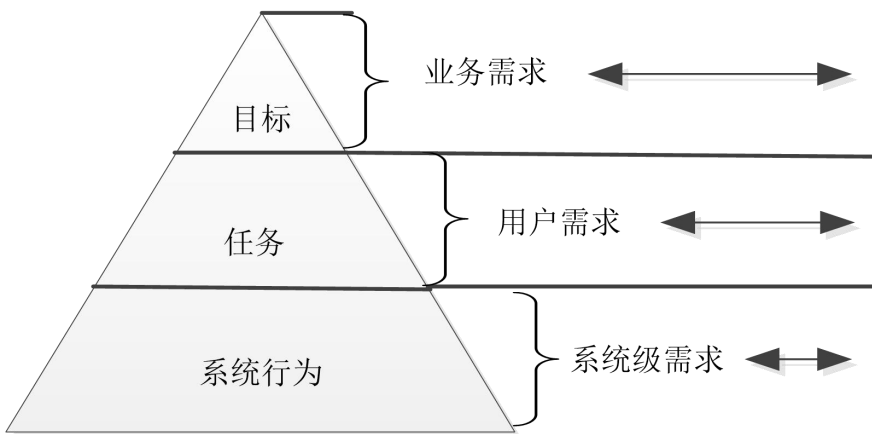 业务需求
目标
用户需求
任务
系统级需求
系统行为